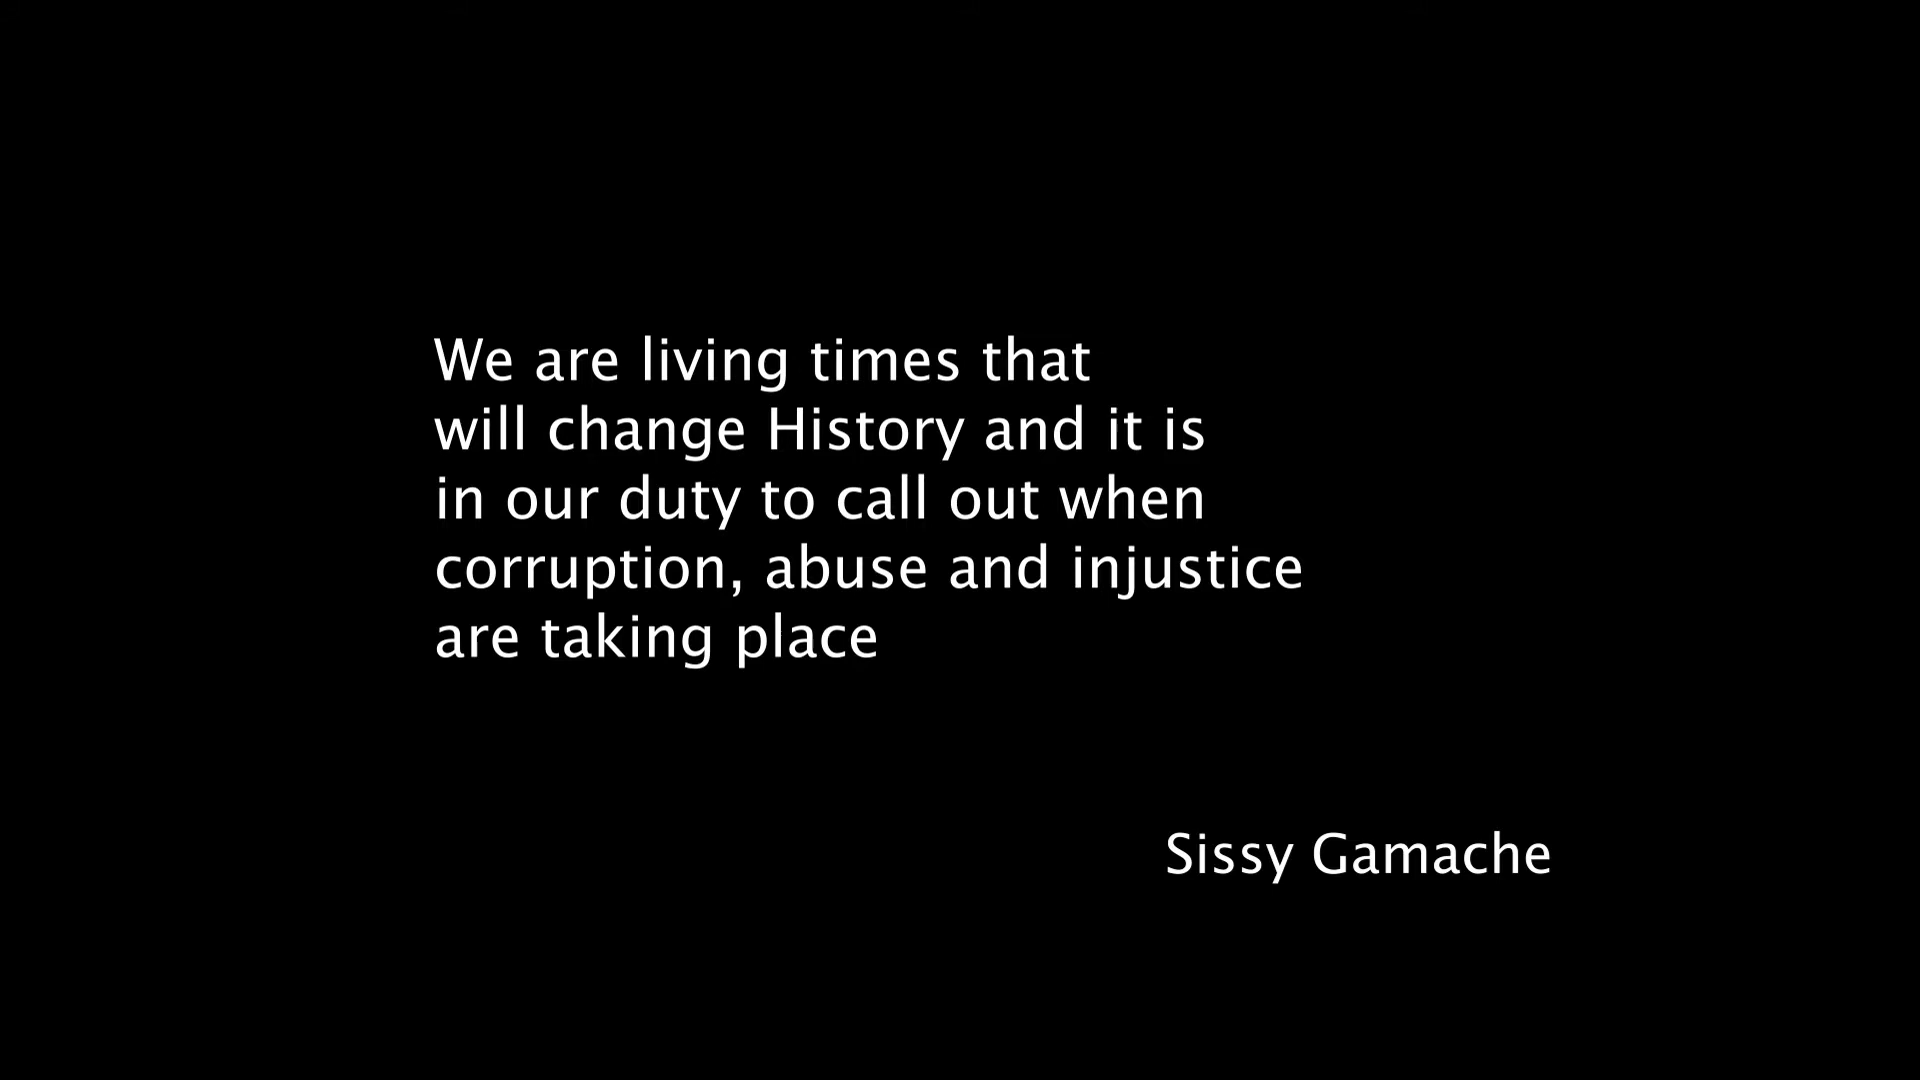 We are living times that
will change History and it is
in our duty to call out when
corruption, abuse and injustice
are taking place
Sissy Gamache